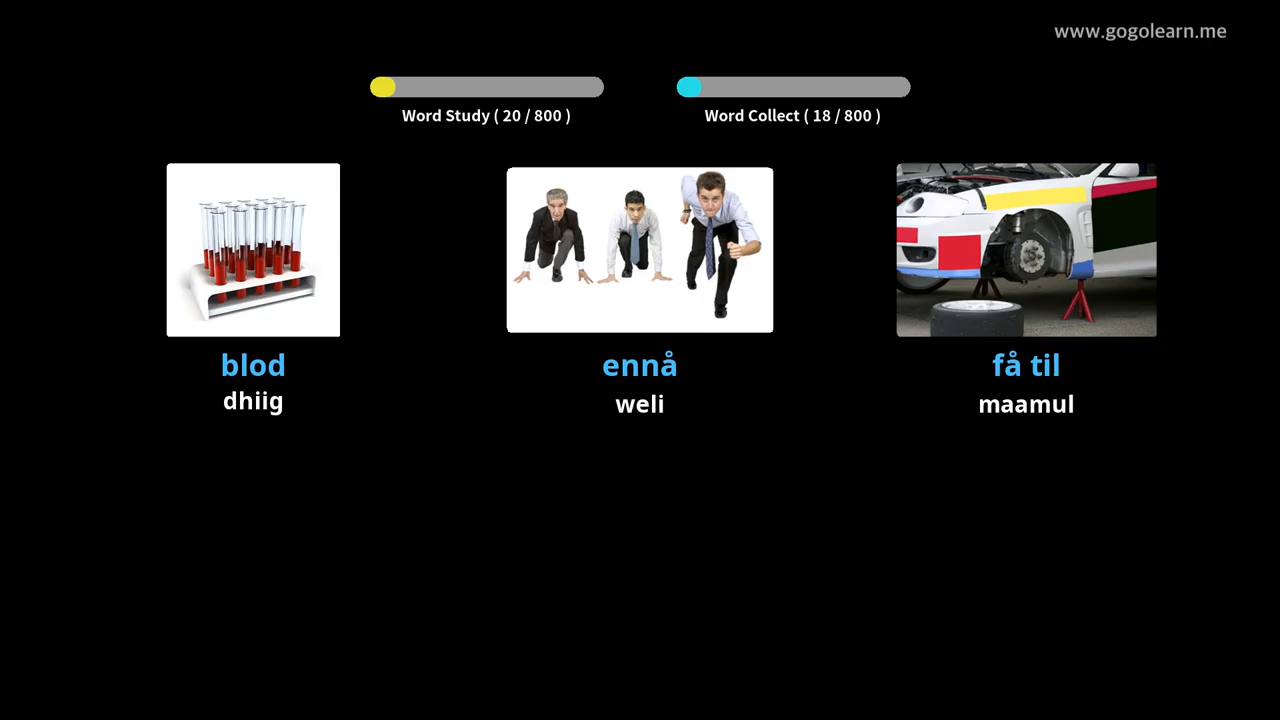 www.gogolearn.me
Word Study ( 20 / 800 )
Word Collect ( 18 / 800 )
blod
dhiig
ennå
weli
få til
maamul